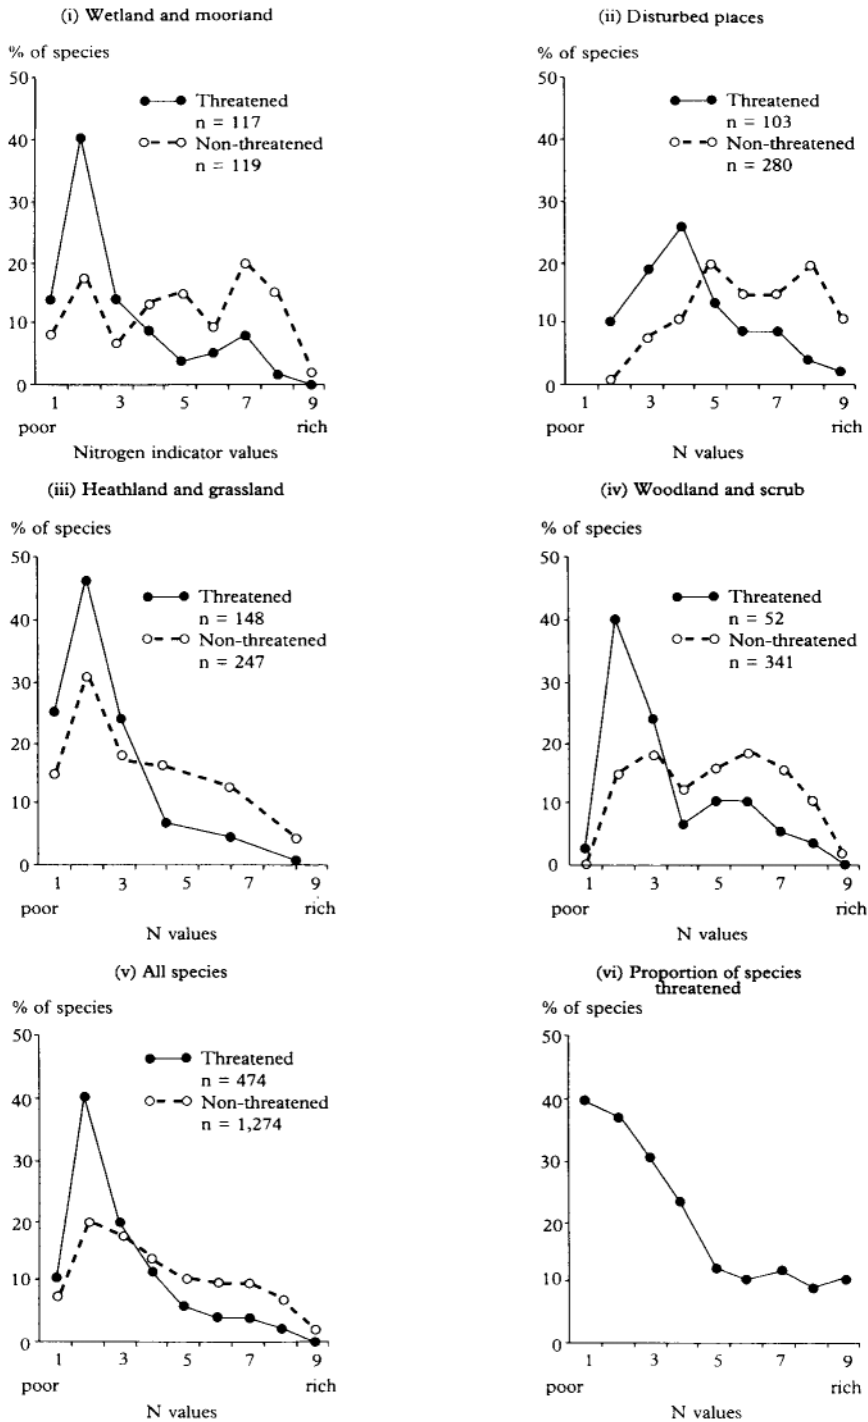 (i) Wetland and moorland
% of species
50
40
30
20
10
0
Threatened
n = 117
Non-threatened
n = 119
1 3 5 7 9
poor rich
Nitrogen indicator values
(ii) Disturbed places
% of species
50
40
30
20
10
0
Threatened
n = 103
Non-threatened
n = 280
1 3 5 7 9
poor rich
N values
(iii) Heathland and grassland
% of species
50
40
30
20
10
0
Threatened
n = 148
Non-threatened
n = 247
1 3 5 7 9
poor rich
N values
(iv) Woodland and scrub
% of species
50
40
30
20
10
0
Threatened
n = 52
Non-threatened
n = 341
1 3 5 7 9
poor rich
N values
(v) All species
% of species
50
40
30
20
10
0
Threatened
n = 474
Non-threatened
n = 1,274
1 3 5 7 9
poor rich
N values
(vi) Proportion of species
threatened
% of species
50
40
30
20
10
0
1 3 5 7 9
poor rich
N values